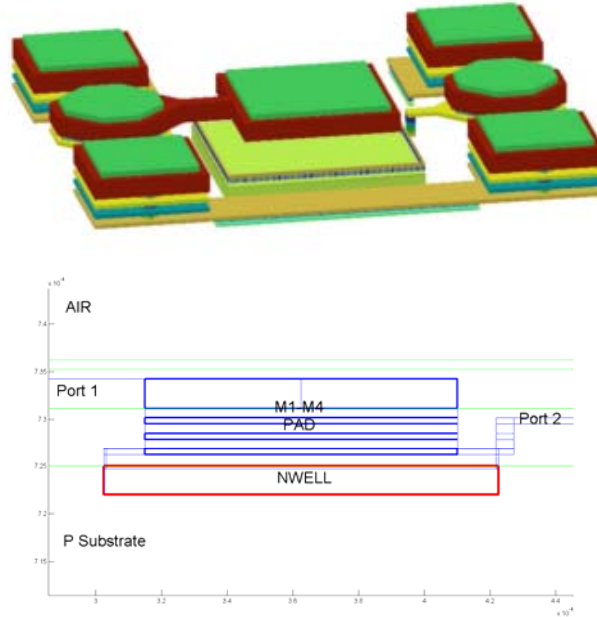 x 10⁻⁴
AIR
7.4
7.35
Port 1
M1-M4
7.3
PAD
Port 2
7.25
NWELL
7.2
P Substrate
7.15
3 3.2 3.4 3.6 3.8 4 4.2 4.4
x 10⁻⁴